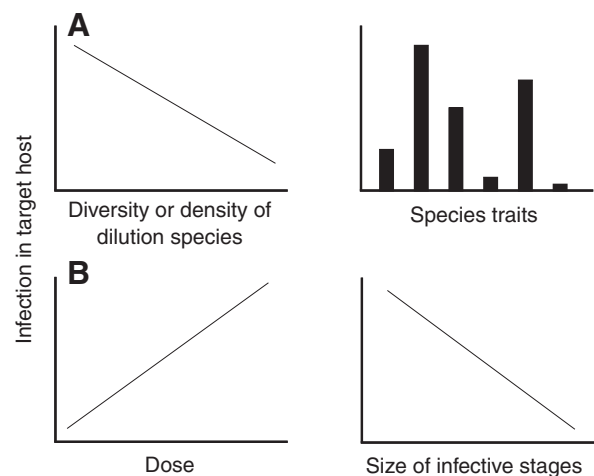 A
Infection in target host
Diversity or density of
dilution species
Species traits
B
Dose
Size of infective stages